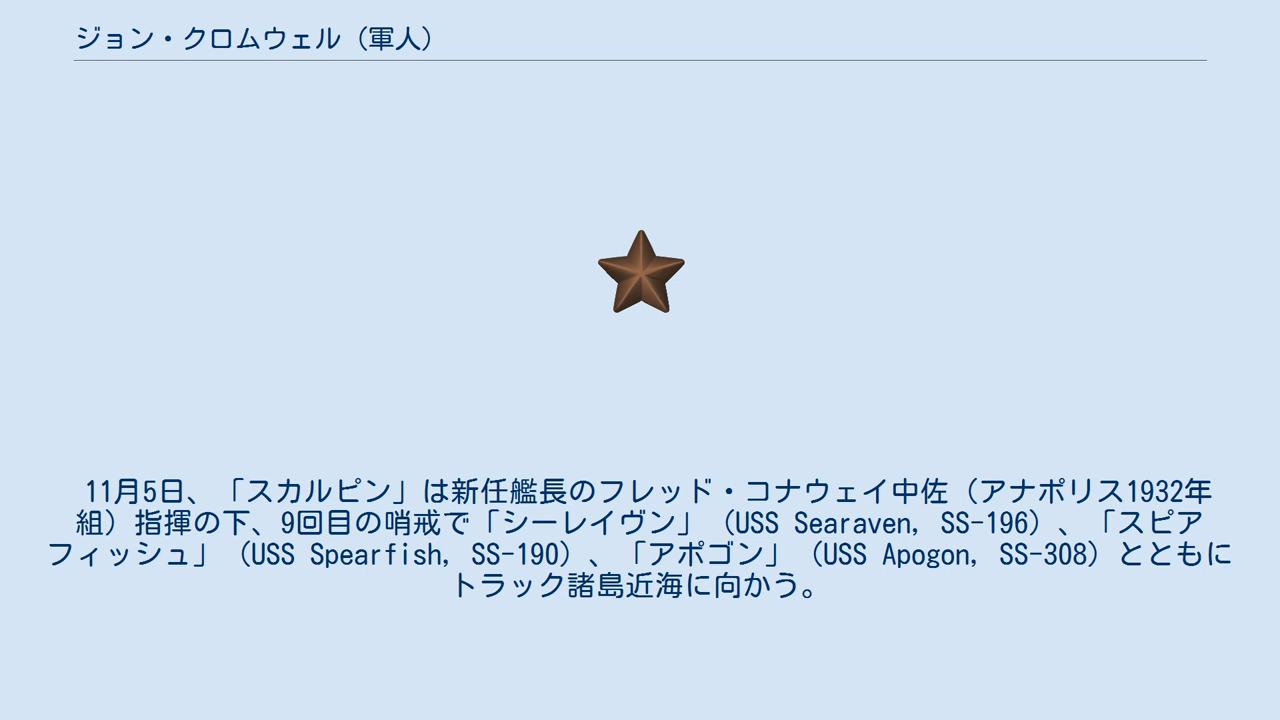 ジョン・クロムウェル（軍人）
11月5日、「スカルピン」は新任艦長のフレッド・コナウェイ中佐（アナポリス1932年
組）指揮の下、9回目の哨戒で「シーレイヴン」（USS Searaven, SS-196）、「スピア
フィッシュ」（USS Spearfish, SS-190）、「アポゴン」（USS Apogon, SS-308）とともに
トラック諸島近海に向かう。